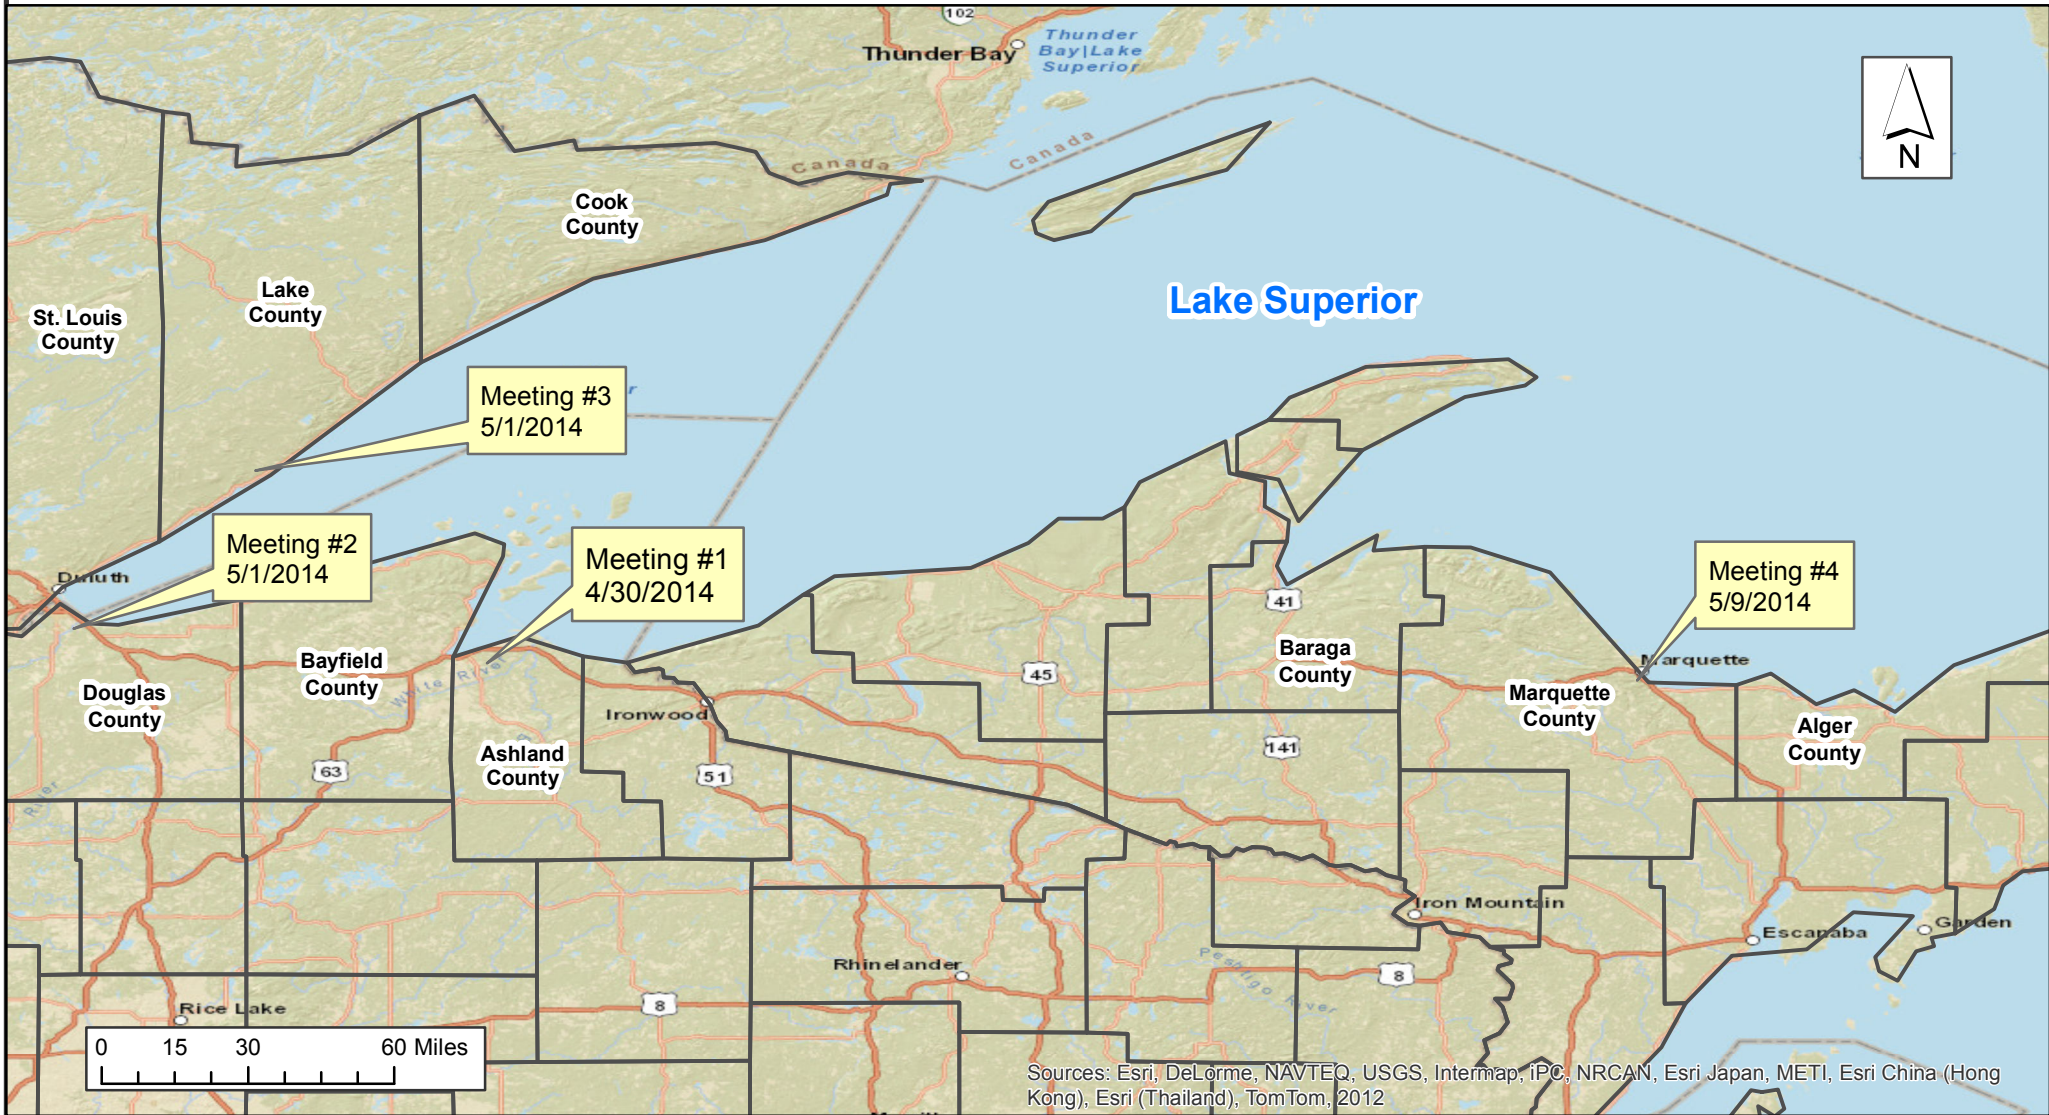 102
Thunder Bay
Thunder
Bay|Lake
Superior
N
Canada
Canada
Cook
County
Lake
County
St. Louis
County
Lake Superior
Meeting #3
5/1/2014
r
Meeting #2
5/1/2014
Meeting #1
4/30/2014
Meeting #4
5/9/2014
Duluth
41
Bayfield
County
White River
Douglas
County
Ironwood
45
Baraga
County
Marquette
Marquette
County
Alger
County
Ashland
County
63
51
141
River
Iron Mountain
Escanaba
Garden
Rhinelander
Peshtigo River
8
8
Rice Lake
0 15 30 60 Miles
Sources: Esri, DeLorme, NAVTEQ, USGS, Intermap, iPC, NRCAN, Esri Japan, METI, Esri China (Hong
Kong), Esri (Thailand), TomTom, 2012